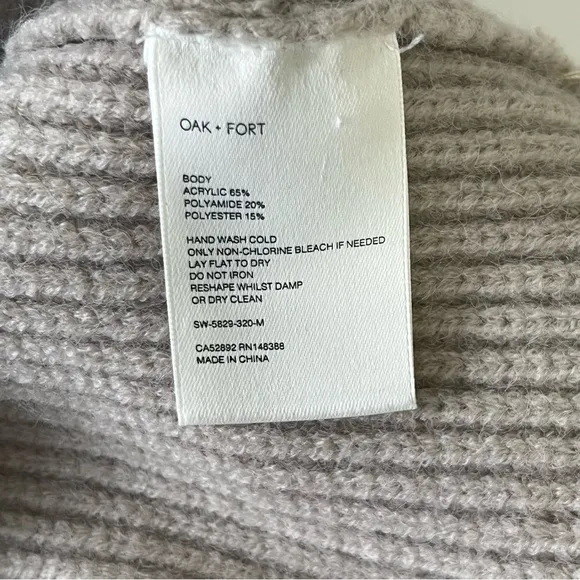 OAK + FORT
BODY
ACRYLIC 65%
POLYAMIDE 20%
POLYESTER 15%
HAND WASH COLD
ONLY NON-CHLORINE BLEACH IF NEEDED
LAY FLAT TO DRY
DO NOT IRON
RESHAPE WHILST DAMP
OR DRY CLEAN
SW-5829-320-M
CA52892 RN148388
MADE IN CHINA